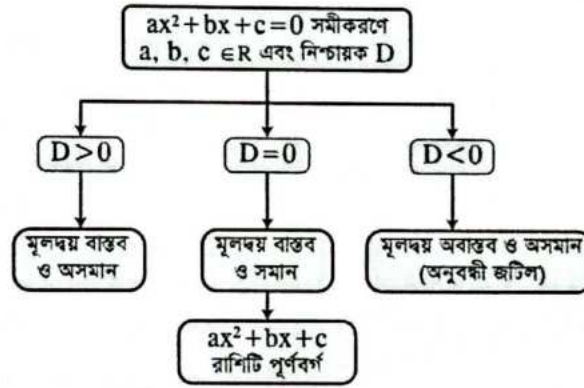 ax²+bx+c=0 সমীকরণে
a, b, c ∈R এবং নিশ্চায়ক D
D>0
D=0
D<0
মূলদ্বয় বাস্তব
ও অসমান
মূলদ্বয় বাস্তব
ও সমান
মূলদ্বয় অবাস্তব ও অসমান
(অনুবন্ধী জটিল)
ax²+bx+c
রাশিটি পূর্ণবর্গ